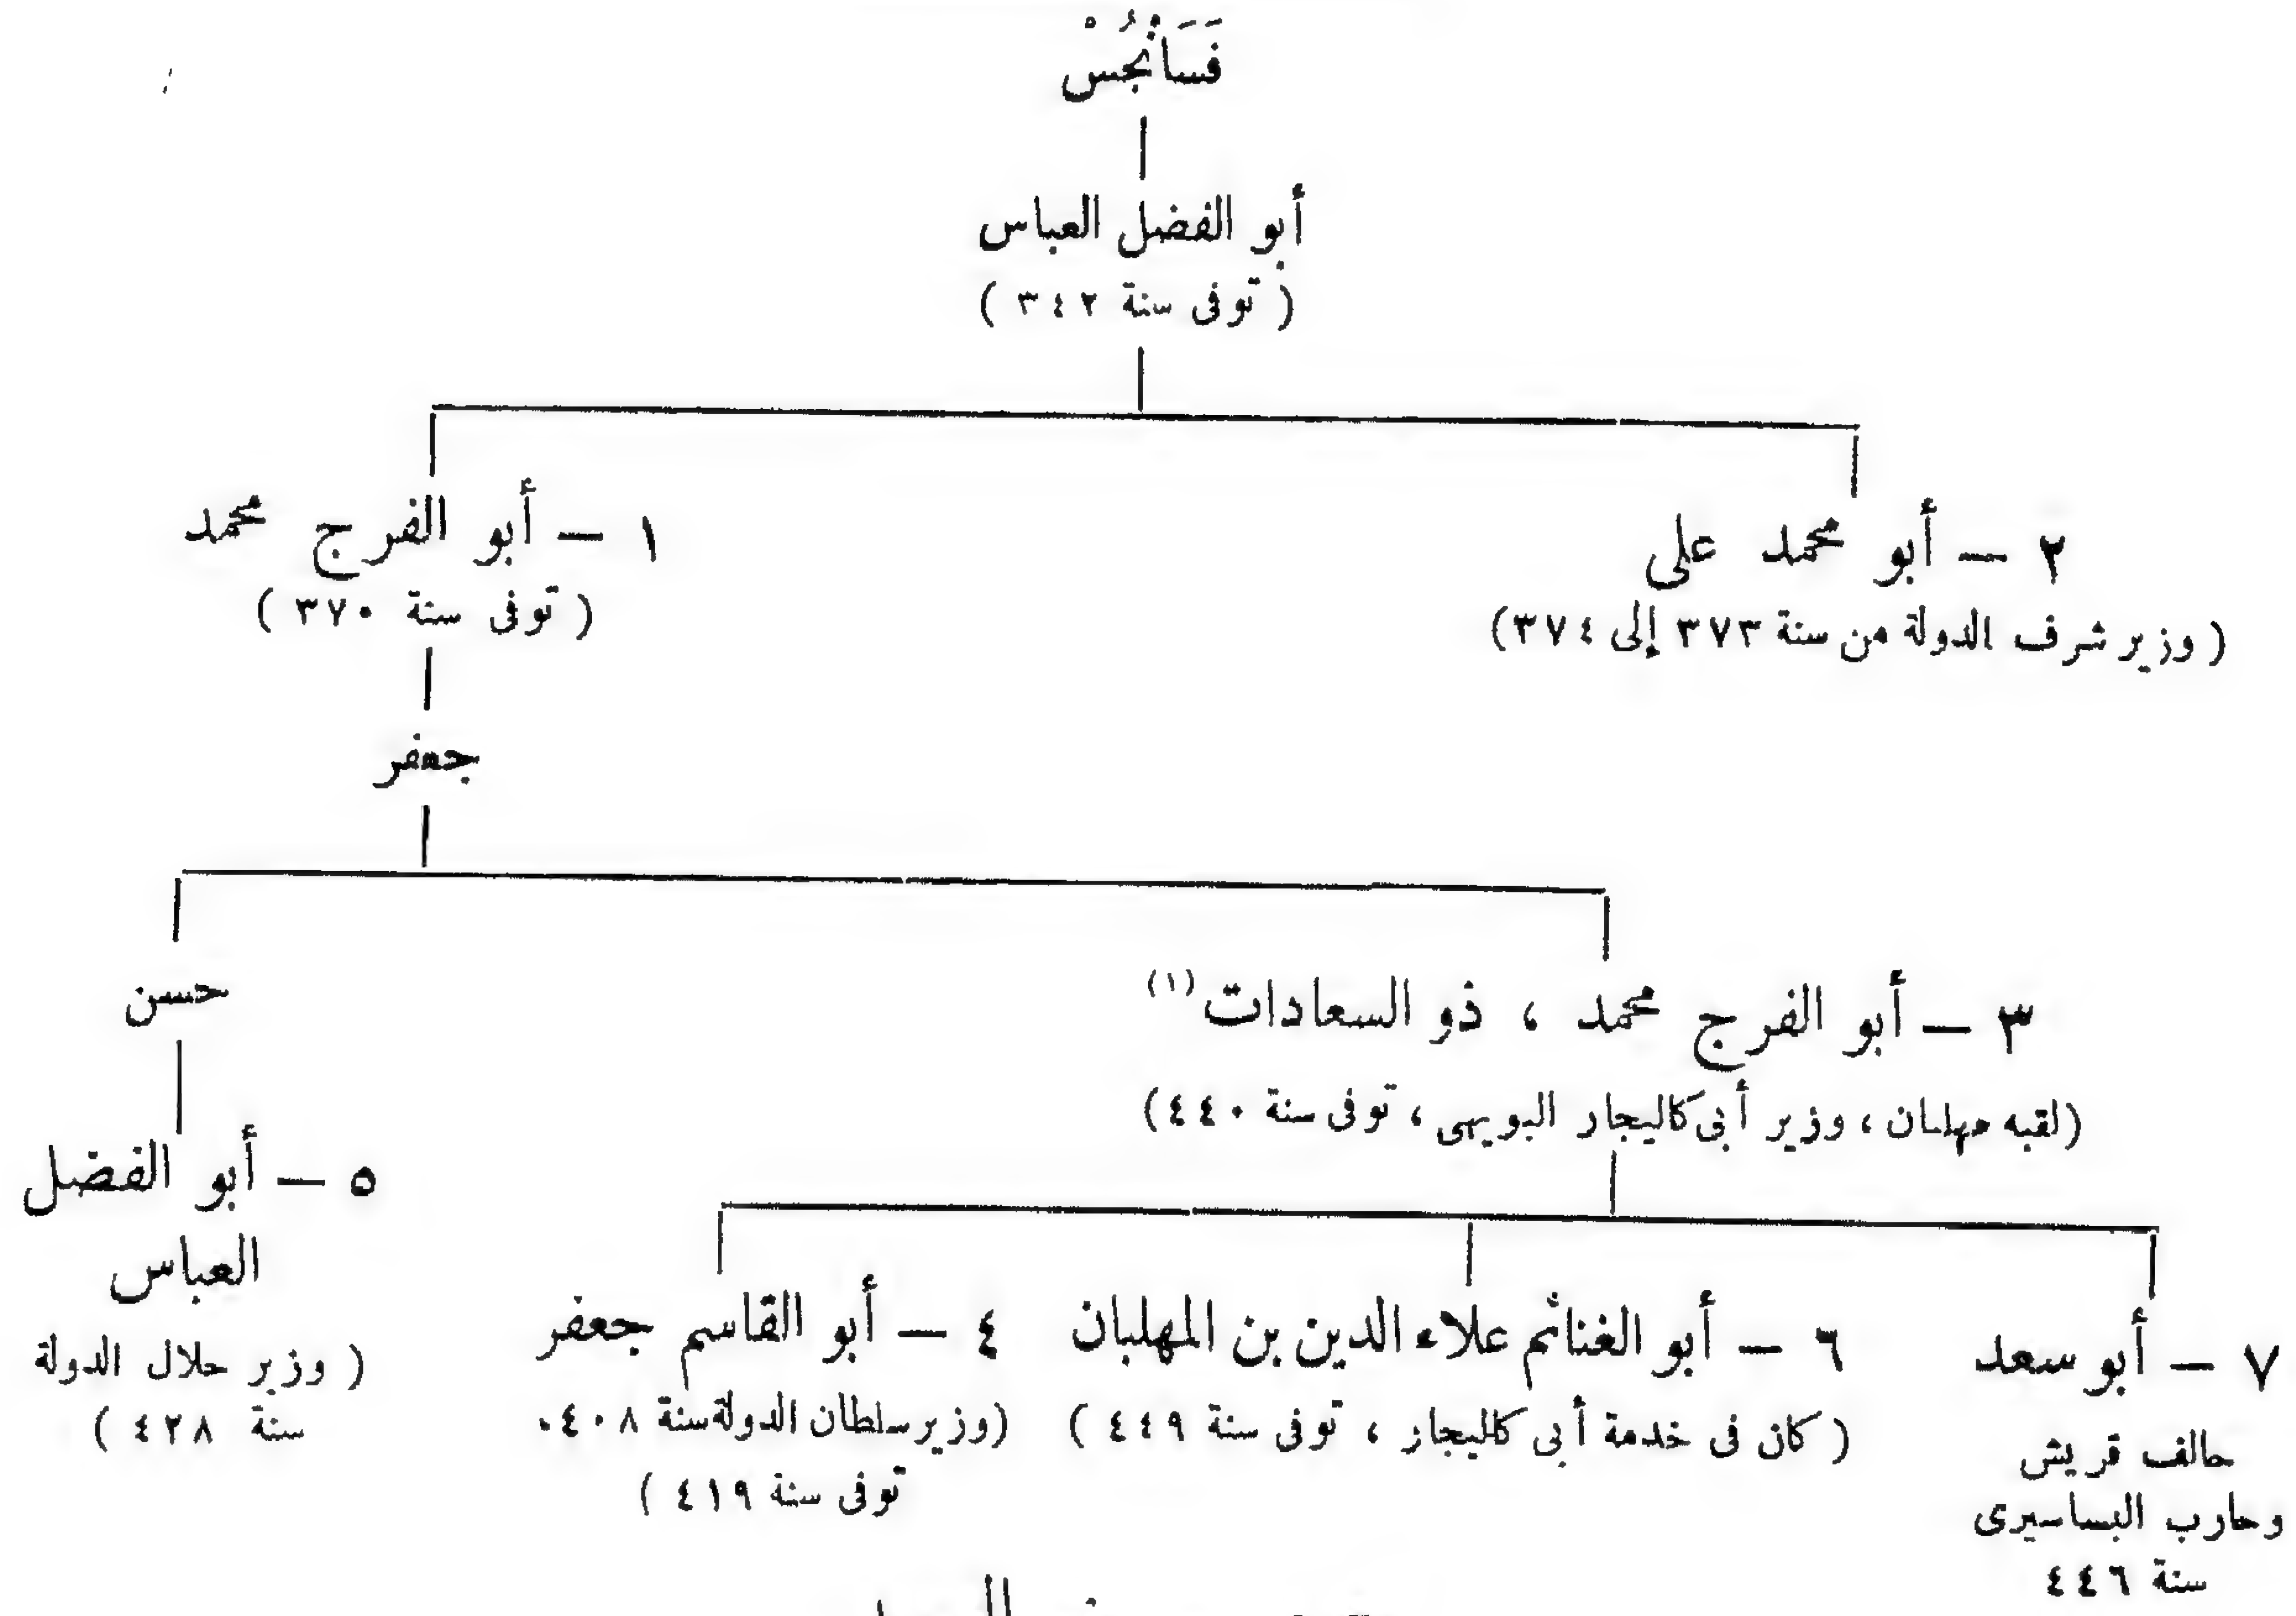 فَسَانْجُسْ
أبو الفضل العباس
( توفى سنة ٣٤٢ )
٢ — أبو محمد على
( وزير شرف الدولة من سنة ٣٧٣ إلى ٣٧٤ )
١ — أبو الفرج محمد
( توفى سنة ٣٧٠ )
جعفر
٣ — أبو الفرج محمد ، ذو السعادات (١)
(لقبه مهلبان ، وزير أبى كاليجار البويهى ، توفى سنة ٤٤٠)
حسن
٧ — أبو سعد
حالف قريش
وحارب البساسيرى
سنة ٤٤٦
٦ — أبو الغنائم علاء الدين بن المهلبان
( كان فى خدمة أبى كاليجار ، توفى سنة ٤٤٩ )
٤ — أبو القاسم جعفر
(وزير سلطان الدولة سنة ٤٠٨،
توفى سنة ٤١٩ )
٥ — أبو الفضل
العباس
( وزير حلال الدولة
سنة ٤٢٨ )